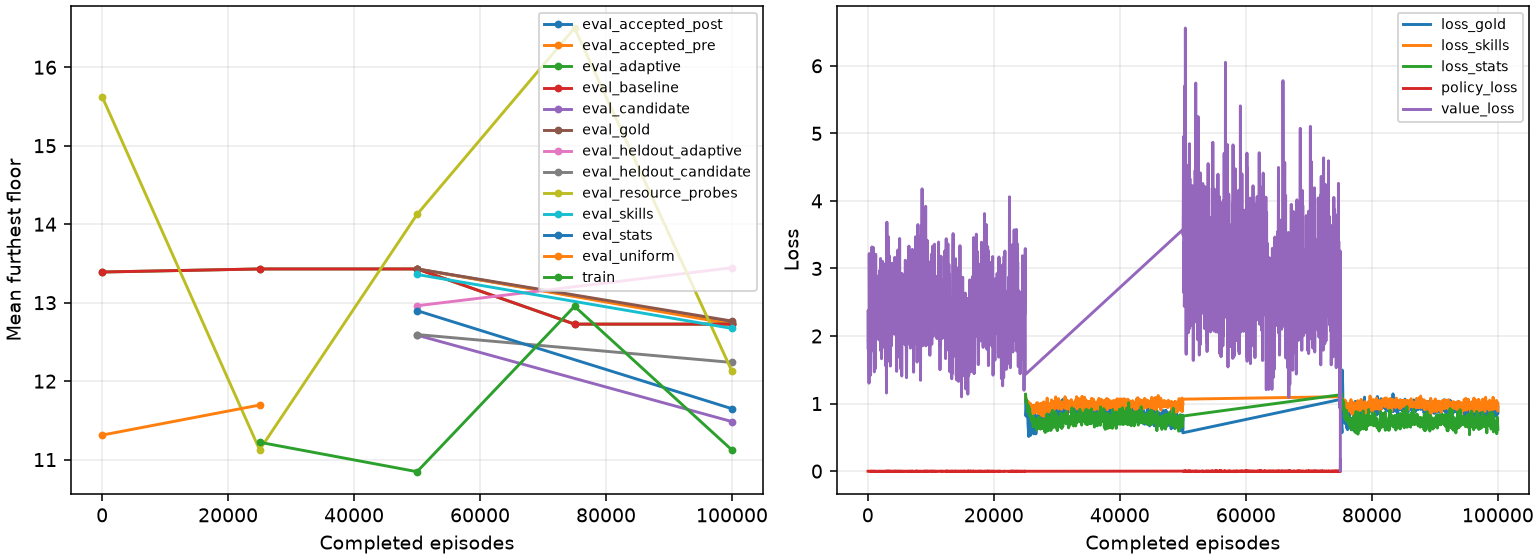 16
15
14
13
12
11
Mean furthest floor
0
20000
40000
60000
80000
100000
Completed episodes
eval_accepted_post
eval_accepted_pre
eval_adaptive
eval_baseline
eval_candidate
eval_gold
eval_heldout_adaptive
eval_heldout_candidate
eval_resource_probes
eval_skills
eval_stats
eval_uniform
train
6
5
4
3
2
1
0
Loss
0
20000
40000
60000
80000
100000
Completed episodes
loss_gold
loss_skills
loss_stats
policy_loss
value_loss